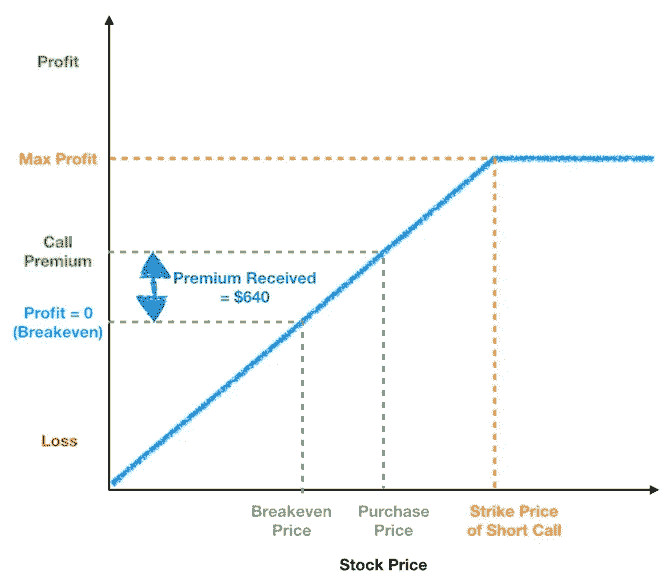 Profit
Max Profit
Call
Premium
Premium Received
= $640
Profit = 0
(Breakeven)
Loss
Breakeven
Price
Purchase
Price
Strike Price
of Short Call
Stock Price